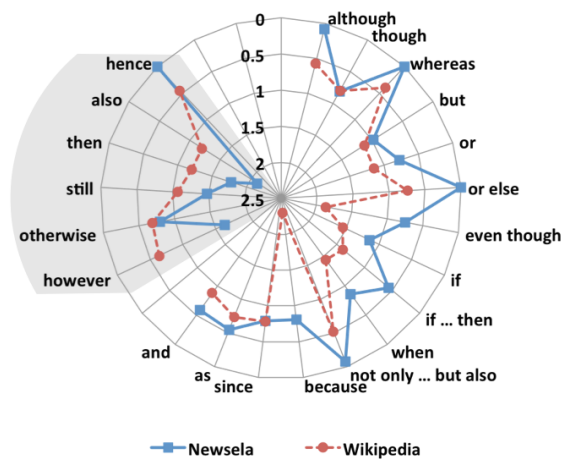 0
0.5
1
1.5
2
2.5
although
though
whereas
but
or
or else
even though
if
if ... then
when
not only ... but also
because
since
as
and
however
otherwise
still
then
also
hence
Newsela
Wikipedia